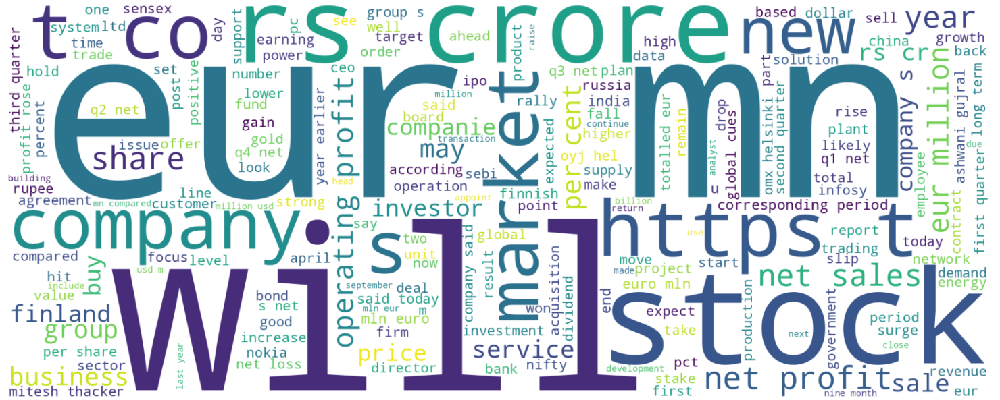 t co
rs crore
new
year
eur mn
will
stock
https t
company
market
s
share
operating profit
net sales
net profit
eur million
per cent
rs cr
company s
investor
companie
may
service
price
business
group
finland
buy
sale
sensex
one
system
ltd
time
trade
day
third quarter
hold
profit rose
percent
set
post
positive
q2 net
support
number
lower
fund
gain
gold
q4 net
look
issue
offer
earning
power
pc
see
group s
well
target
order
ceo
ahead
product
raise
ipo
million
said
board
rally
year earlier
transaction
according
sebi
operation
expected
finnish
point
q3 net
plan
russia
india
fall
continue
higher
oyj hel
supply
make
high
data
based
dollar
solution
part
sell
china
growth
back
long term
totalled eur
remain
analyst
u
drop
global cues
omx helsinki
second quarter
rise
plant
likely
q1 net
total
infosy
due
ashwani gujral
employee
contract
first quarter
corresponding period
billion
return
building
rupee
agreement
mn compared
line
customer
million usd
strong
head
appoint
say
two
unit
now
global
company said
result
report
trading
today
use
move
project
start
slip
network
made
euro mln
demand
energy
compared
focus
level
april
usd m
hit
include
value
bond
s net
good
increase
september
deal
said today
mln eur
m
mln euro
firm
won
acquisition
dividend
end
expect
take
production
next
government
period
surge
close
per share
sector
last year
nokia
net loss
director
investment
bank
nifty
development
pct
stake
first
revenue
eur
nine month
mitesh thacker